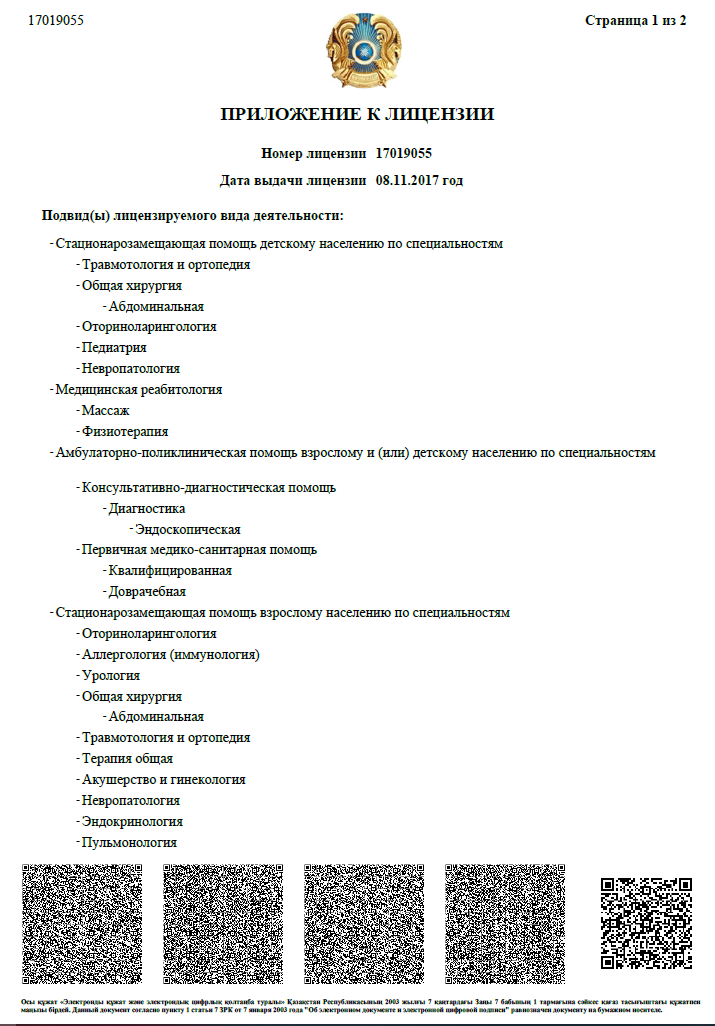 17019055
Страница 1 из 2
ПРИЛОЖЕНИЕ К ЛИЦЕНЗИИ
Номер лицензии 17019055
Дата выдачи лицензии 08.11.2017 год
Подвид(ы) лицензируемого вида деятельности:
- Стационарозамещающая помощь детскому населению по специальностям
- Травмотология и ортопедия
- Общая хирургия
- Абдоминальная
- Оториноларингология
- Педиатрия
- Невропатология
- Медицинская реабитология
- Массаж
- Физиотерапия
- Амбулаторно-поликлиническая помощь взрослому и (или) детскому населению по специальностям
- Консультативно-диагностическая помощь
- Диагностика
- Эндоскопическая
- Первичная медико-санитарная помощь
- Квалифицированная
- Доврачебная
- Стационарозамещающая помощь взрослому населению по специальностям
- Оториноларингология
- Аллергология (иммунология)
- Урология
- Общая хирургия
- Абдоминальная
- Травмотология и ортопедия
- Терапия общая
- Акушерство и гинекология
- Невропатология
- Эндокринология
- Пульмонология
Осы құжат «Электронды құжат және электрондық цифрлық қолтаңба туралы» Қазақстан Республикасының 2003 жылғы 7 қаңтардағы Заңы 7 бабының 1 тармағына сәйкес қағаз тасығыштағы құжатпен
маңызы бірдей. Данный документ согласно пункту 1 статьи 7 ЗРК от 7 января 2003 года "Об электронном документе и электронной цифровой подписи" равнозначен документу на бумажном носителе.